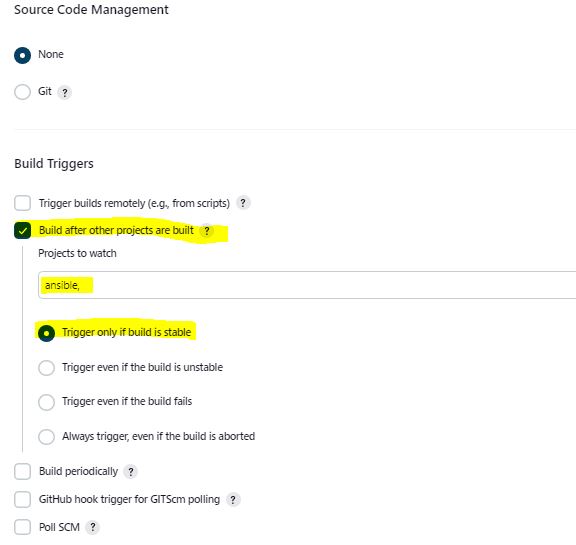 Source Code Management
None
Git ?
Build Triggers
Trigger builds remotely (e.g., from scripts) ?
Build after other projects are built ?
Projects to watch
ansible,
Trigger only if build is stable
Trigger even if the build is unstable
Trigger even if the build fails
Always trigger, even if the build is aborted
Build periodically ?
GitHub hook trigger for GITScm polling ?
Poll SCM ?